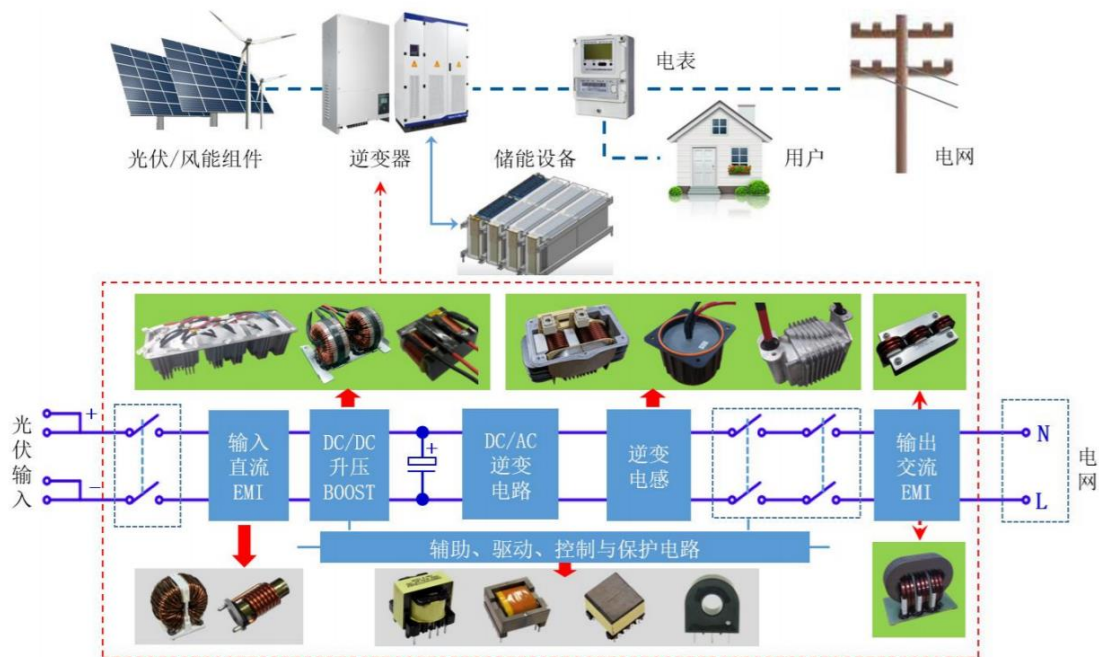 电表
光伏/风能组件
逆变器
储能设备
用户
电网
光伏输入
+
−
输入
直流
EMI
DC/DC
升压
BOOST
+
DC/AC
逆变
电路
逆变
电感
输出
交流
EMI
N
L
电网
辅助、驱动、控制与保护电路